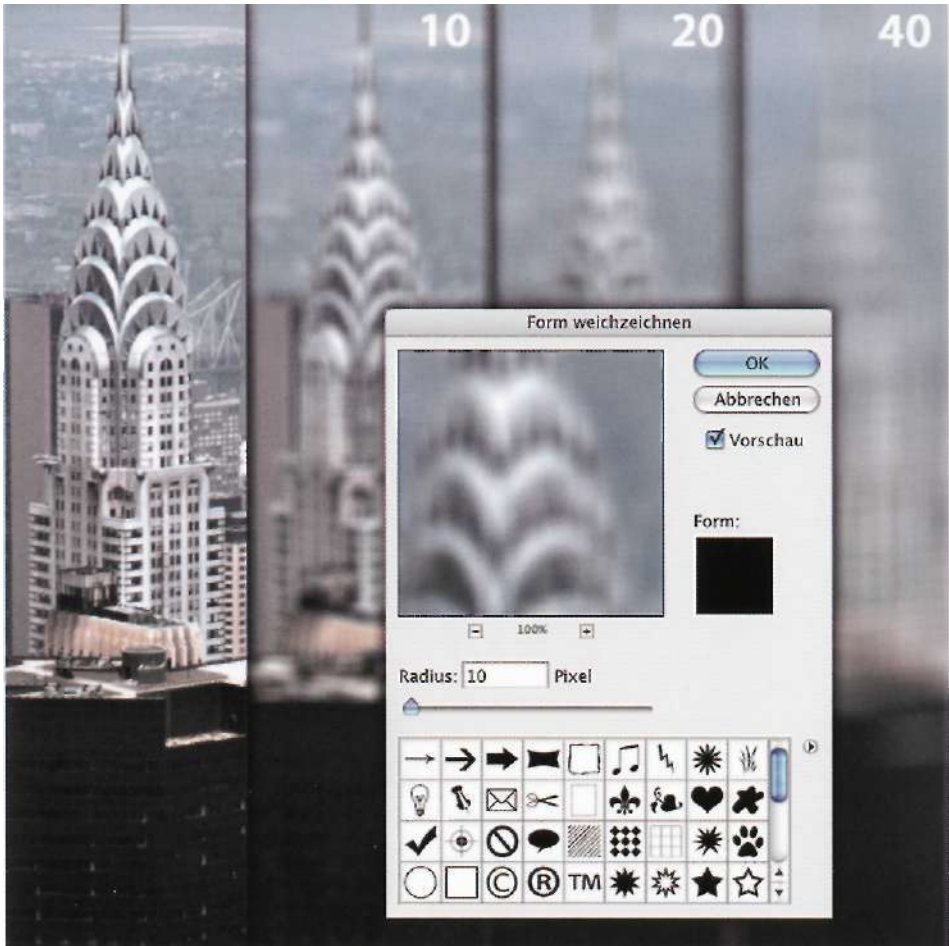 10 20 40
Form weichzeichnen
OK
Abbrechen
Vorschau
Form:
100%
Radius: 10 Pixel
© ® TM